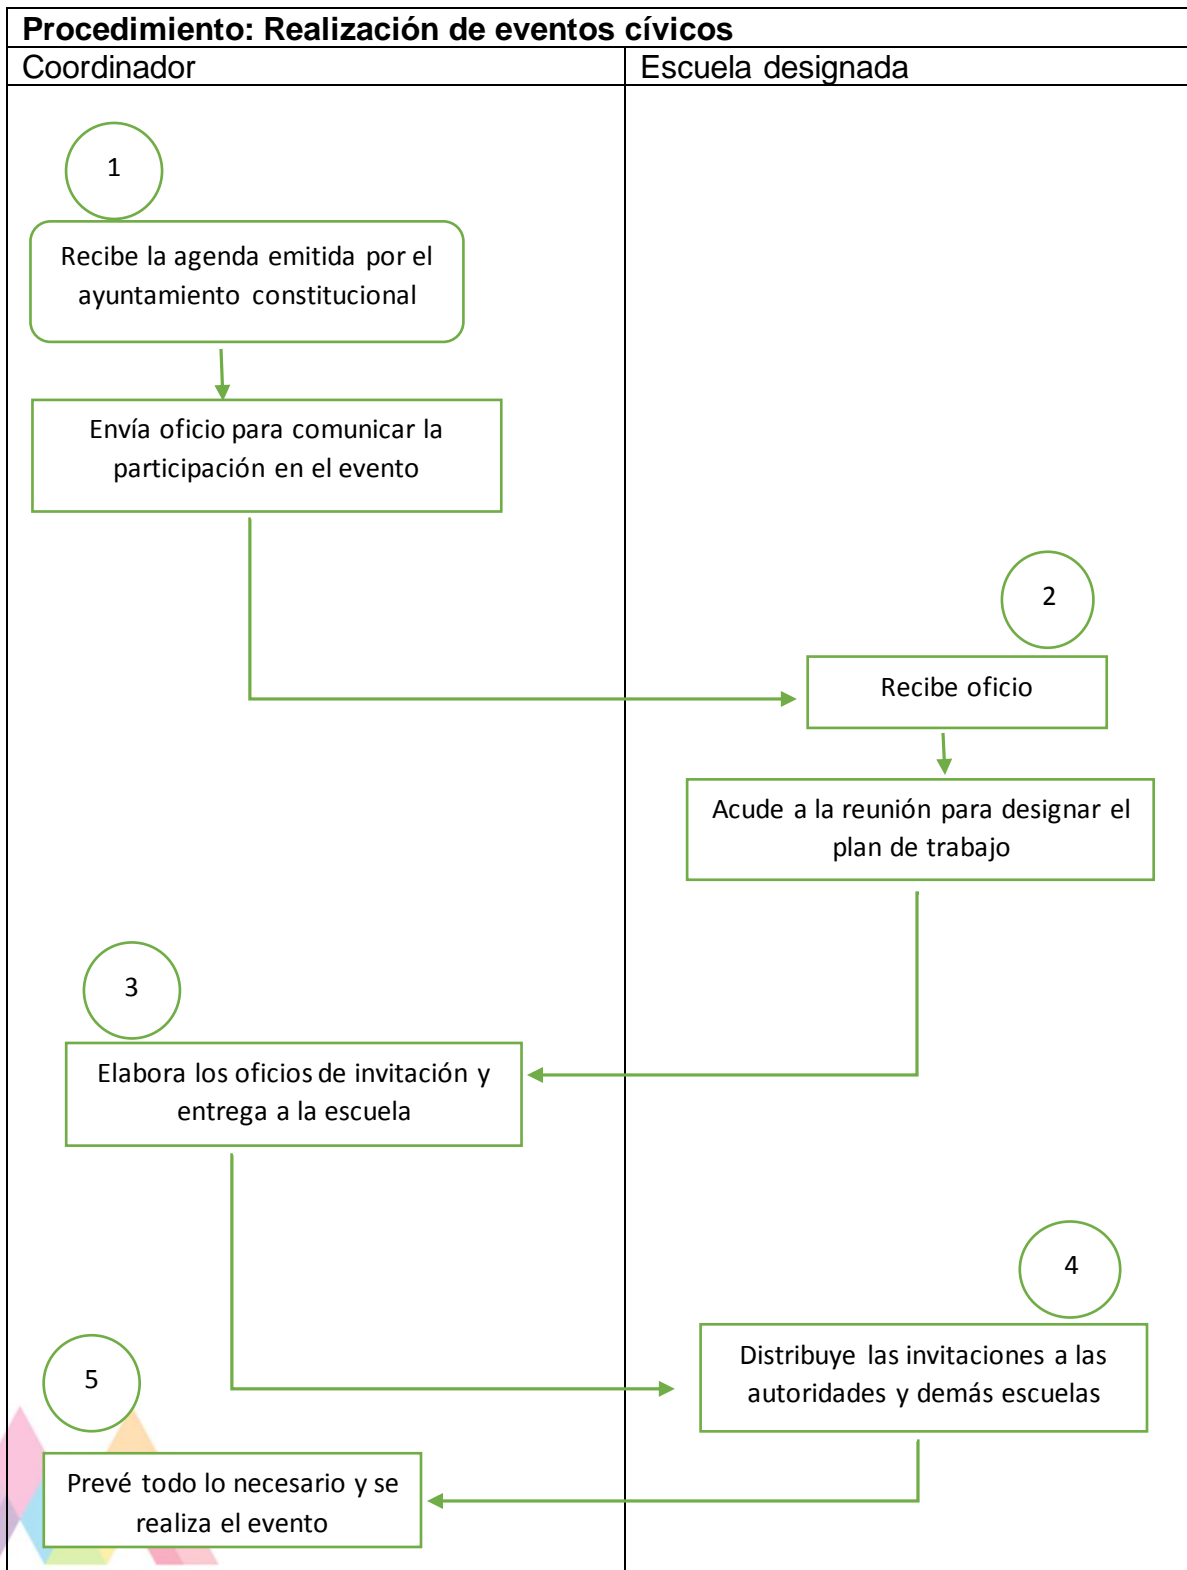 Procedimiento: Realización de eventos cívicos
Coordinador
Escuela designada
1
Recibe la agenda emitida por el
ayuntamiento constitucional
Envía oficio para comunicar la
participación en el evento
2
Recibe oficio
Acude a la reunión para designar el
plan de trabajo
3
Elabora los oficios de invitación y
entrega a la escuela
4
Distribuye las invitaciones a las
autoridades y demás escuelas
5
Prevé todo lo necesario y se
realiza el evento